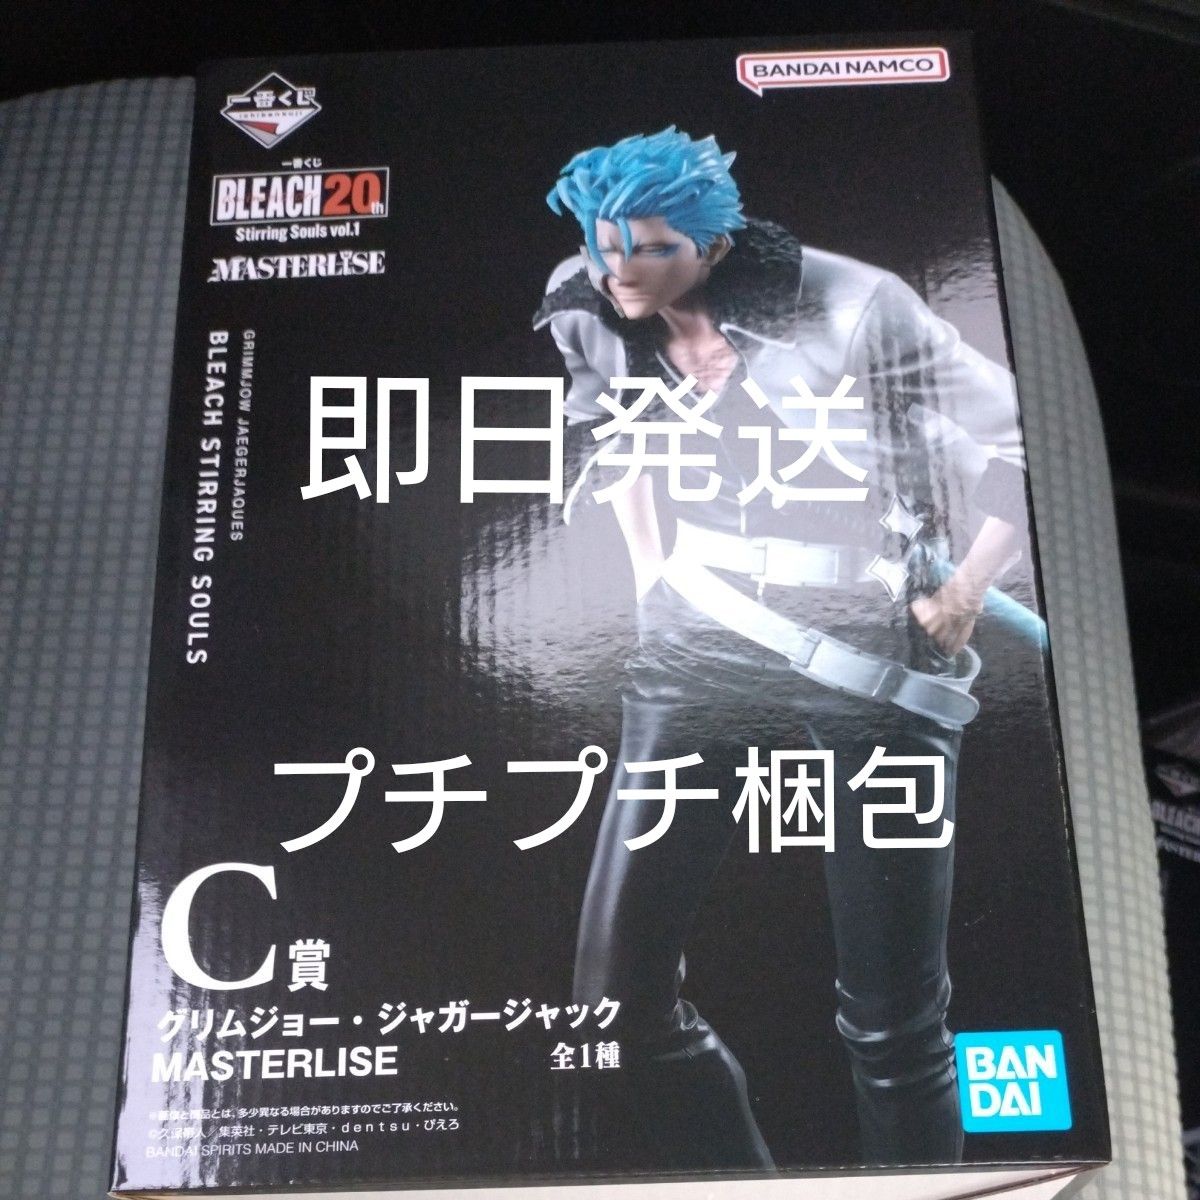 一番くじ
ichibankuji
BANDAI NAMCO
一番くじ
BLEACH 20th
Stirring Souls vol.1
MASTERLISE
GRIMMJOW JAEGERJAQUES
BLEACH STIRRING SOULS
即日発送
プチプチ梱包
C賞
グリムジョー・ジャガージャック
MASTERLISE
全1種
BAN
DAI
※画像と商品とは、多少異なる場合がありますのでご了承ください。
©久保帯人／集英社・テレビ東京・dentsu・ぴえろ
BANDAI SPIRITS MADE IN CHINA
BLEACH